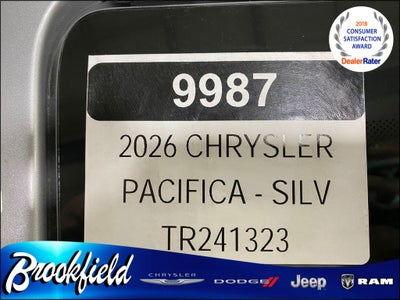 2018
CONSUMER
SATISFACTION
AWARD
DealerRater
9987
2026 CHRYSLER
PACIFICA - SILV
TR241323
Brookfield
CHRYSLER
DODGE
Jeep
RAM